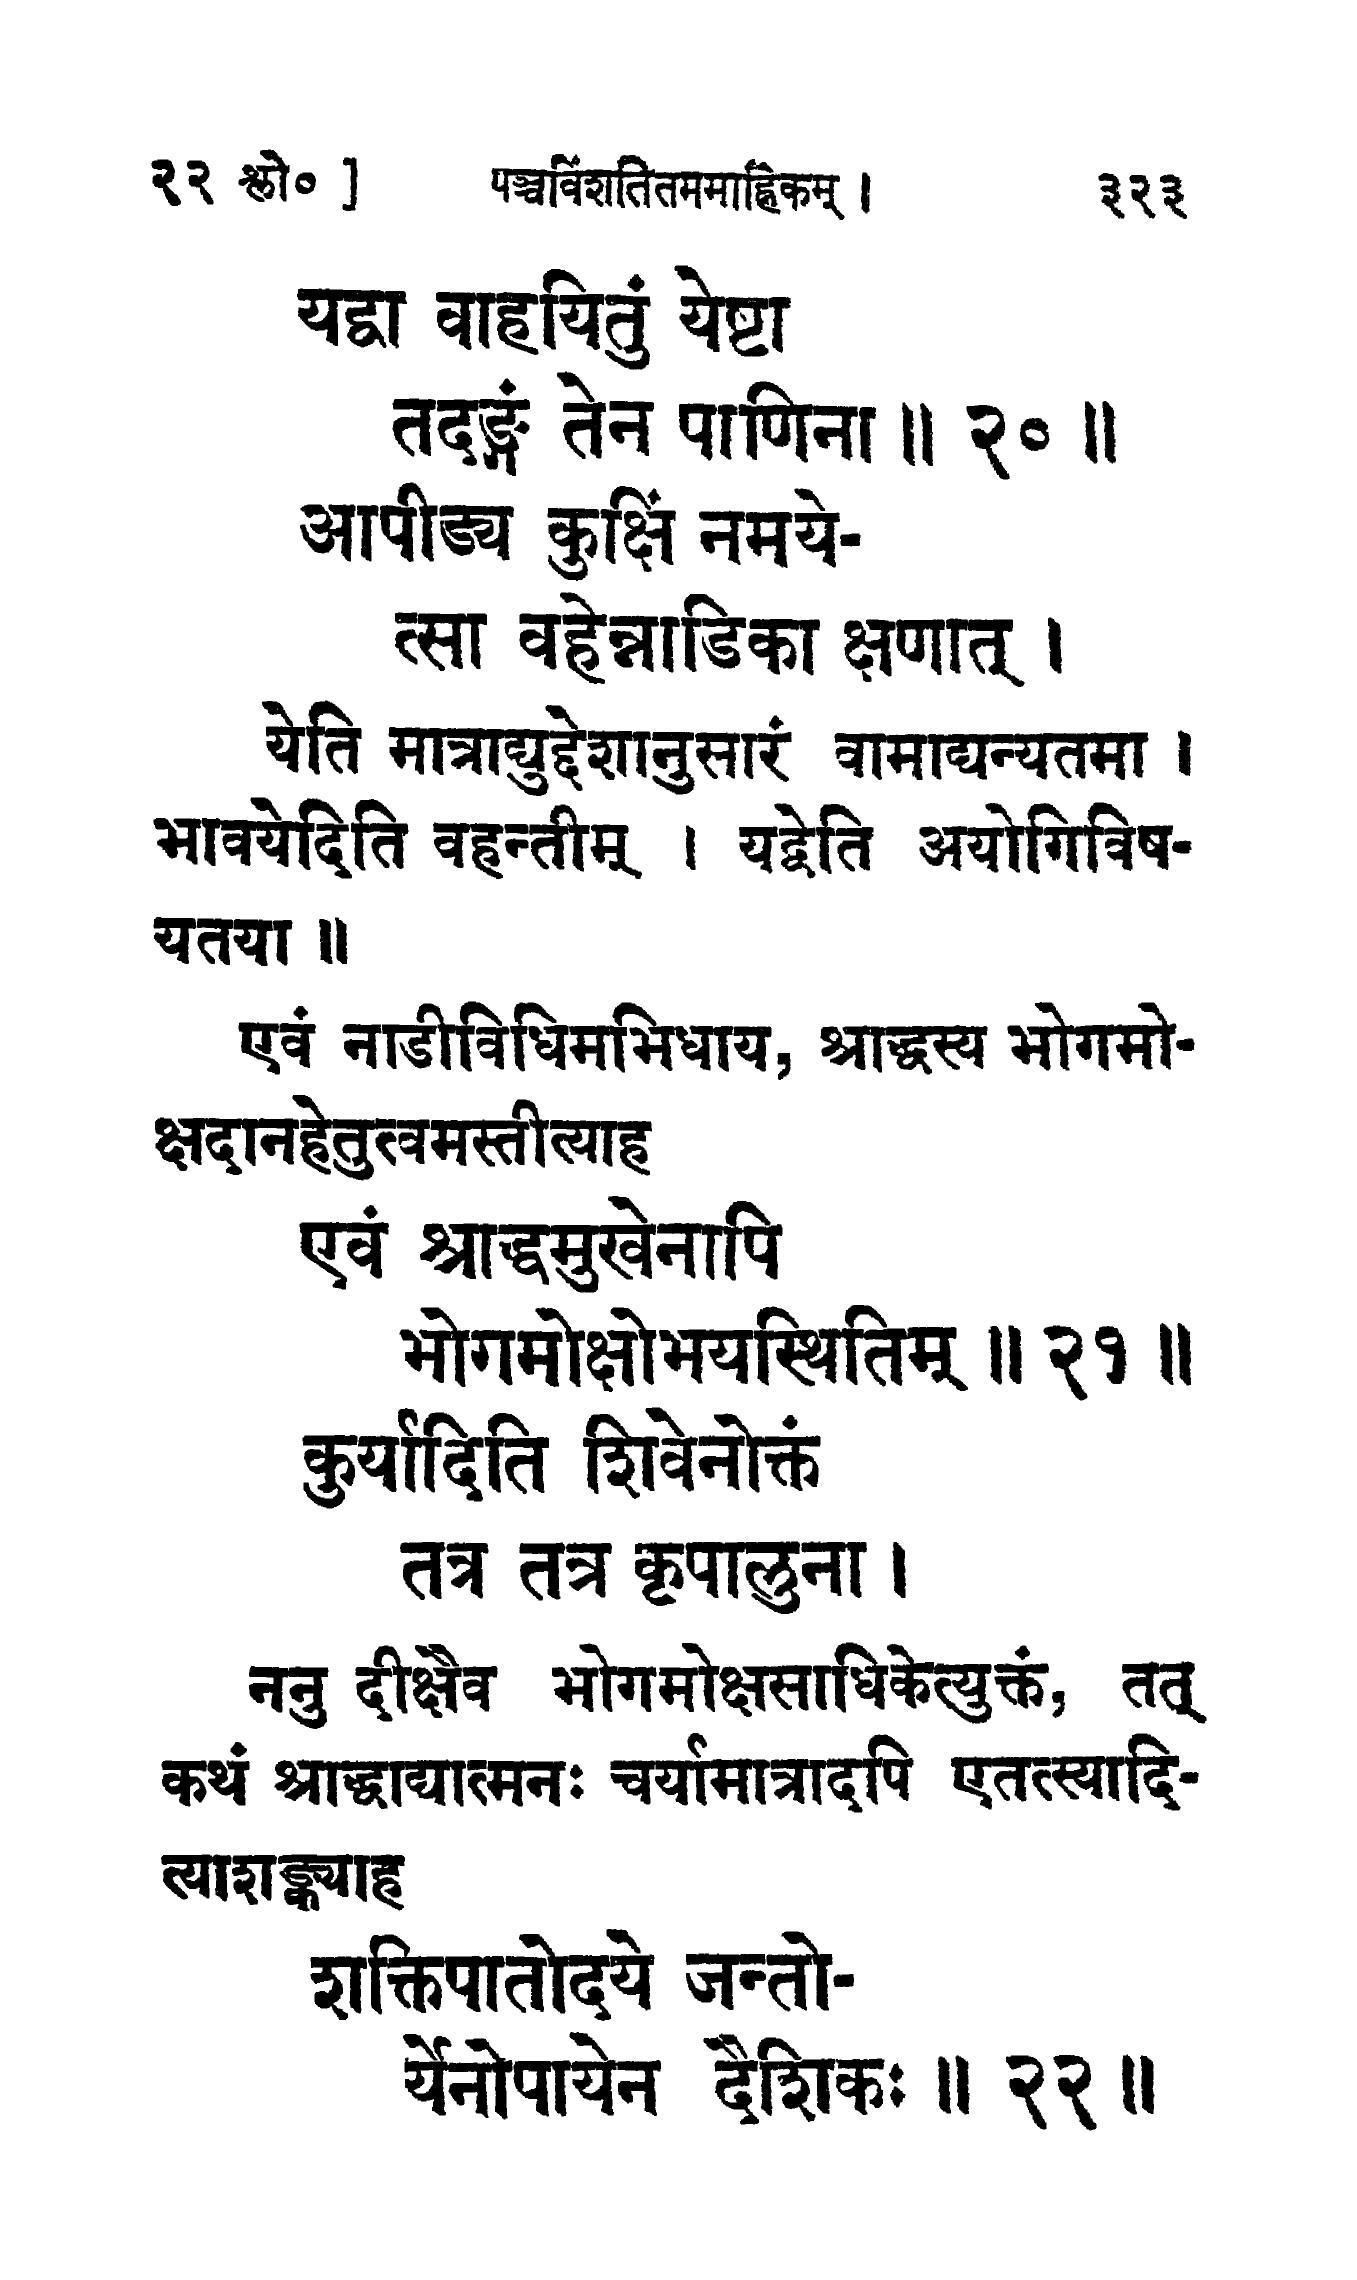 २२ श्लो० ] पञ्चविंशतितममाह्निकम् । ३२३
यद्वा वाहयितुं येष्टा
तदङ्गं तेन पाणिना ॥ २० ॥
आपीड्य कुक्षिं नमये-
त्सा वहेन्नाडिका क्षणात् ।
येति मात्राद्युद्देशानुसारं वामाद्यन्यतमा ।
भावयेदिति वहन्तीम् । यद्वेति अयोगिविष-
यतया ॥
एवं नाडीविधिमभिधाय, श्राद्धस्य भोगमो-
क्षदानहेतुत्वमस्तीत्याह
एवं श्राद्धमुखेनापि
भोगमोक्षोभयस्थितिम् ॥ २१ ॥
कुर्यादिति शिवेनोक्तं
तत्र तत्र कृपालुना ।
ननु दीक्षैव भोगमोक्षसाधिकेत्युक्तं, तत्
कथं श्राद्धाद्यात्मनः चर्यामात्रादपि एतत्स्यादि-
त्याशङ्क्याह
शक्तिपातोदये जन्तो-
र्येनोपायेन दैशिकः ॥ २२ ॥